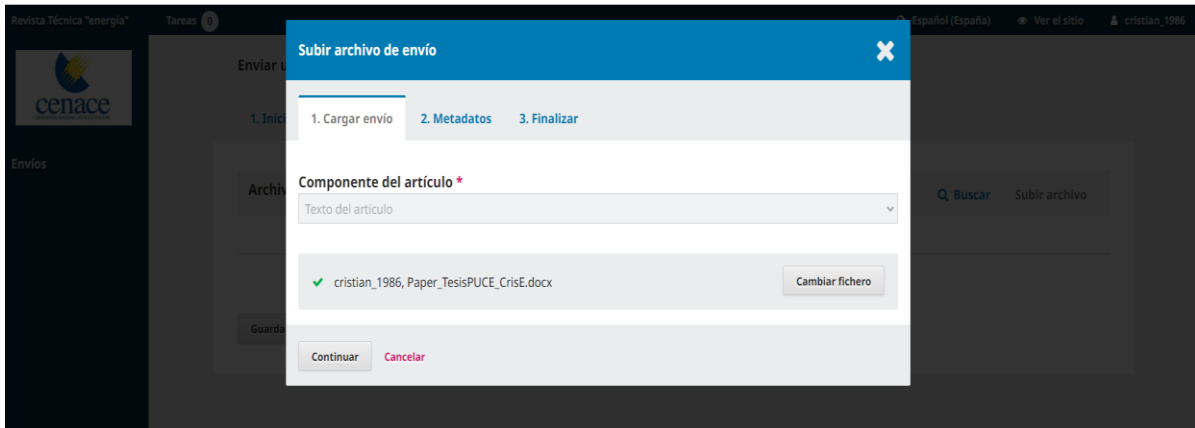 Revista Técnica "energía"
Tareas 0
Español (España)
Ver el sitio
cristian_1986
cenace
Envíos
Enviar u
1. Inici
Archiv
Buscar
Subir archivo
Guarda
Subir archivo de envío
1. Cargar envío
2. Metadatos
3. Finalizar
Componente del artículo *
Texto del artículo
cristian_1986, Paper_TesisPUCE_CrisE.docx
Cambiar fichero
Continuar
Cancelar